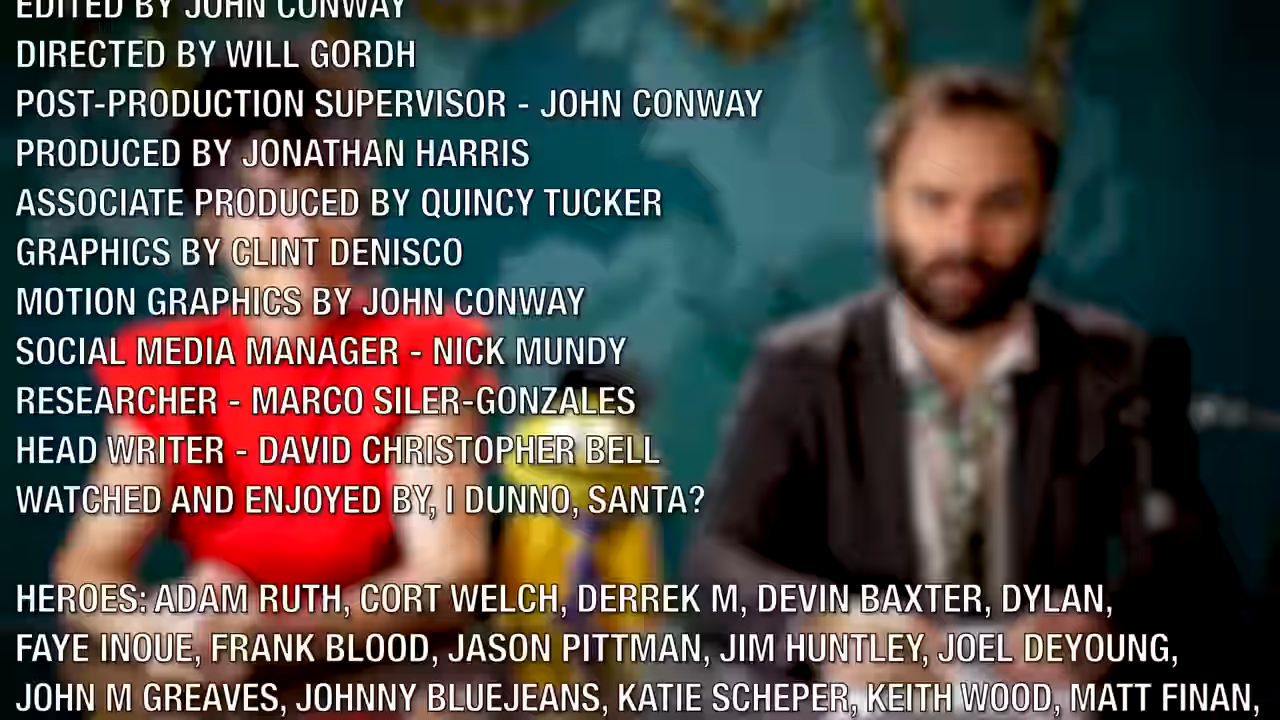 EDITED BY JOHN CONWAY
DIRECTED BY WILL GORDH
POST-PRODUCTION SUPERVISOR - JOHN CONWAY
PRODUCED BY JONATHAN HARRIS
ASSOCIATE PRODUCED BY QUINCY TUCKER
GRAPHICS BY CLINT DENISCO
MOTION GRAPHICS BY JOHN CONWAY
SOCIAL MEDIA MANAGER - NICK MUNDY
RESEARCHER - MARCO SILER-GONZALES
HEAD WRITER - DAVID CHRISTOPHER BELL
WATCHED AND ENJOYED BY, I DUNNO, SANTA?
HEROES: ADAM RUTH, CORT WELCH, DERREK M, DEVIN BAXTER, DYLAN,
FAYE INOUE, FRANK BLOOD, JASON PITTMAN, JIM HUNTLEY, JOEL DEYOUNG,
JOHN M GREAVES, JOHNNY BLUEJEANS, KATIE SCHEPER, KEITH WOOD, MATT FINAN,